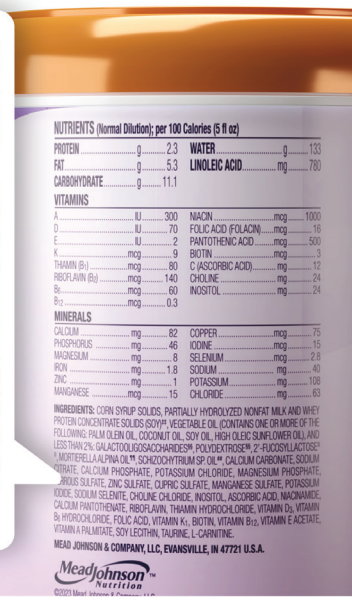 NUTRIENTS (Normal Dilution); per 100 Calories (5 fl oz)
PROTEIN g 2.3 WATER g 133
FAT g 5.3 LINOLEIC ACID mg 780
CARBOHYDRATE g 11.1
VITAMINS
A IU 300 NIACIN mcg 1000
D IU 70 FOLIC ACID (FOLACIN) mcg 16
E IU 2 PANTOTHENIC ACID mcg 500
K mcg 9 BIOTIN mcg 3
THIAMIN (B1) mcg 80 C (ASCORBIC ACID) mg 12
RIBOFLAVIN (B2) mcg 140 CHOLINE mg 24
B6 mcg 60 INOSITOL mg 24
B12 mcg 0.3
MINERALS
CALCIUM mg 82 COPPER mcg 75
PHOSPHORUS mg 46 IODINE mcg 15
MAGNESIUM mg 8 SELENIUM mcg 2.8
IRON mg 1.8 SODIUM mg 40
ZINC mg 1 POTASSIUM mg 108
MANGANESE mcg 15 CHLORIDE mg 63
INGREDIENTS: CORN SYRUP SOLIDS, PARTIALLY HYDROLYZED NONFAT MILK AND WHEY
PROTEIN CONCENTRATE SOLIDS (SOY)‡‡, VEGETABLE OIL (CONTAINS ONE OR MORE OF THE
FOLLOWING: PALM OLEIN OIL, COCONUT OIL, SOY OIL, HIGH OLEIC SUNFLOWER OIL), AND
LESS THAN 2%: GALACTOOLIGOSACCHARIDES, POLYDEXTROSE, 2'-FUCOSYLLACTOSE
MORTIERELLA ALPINA OIL, SCHIZOCHYTRIUM SP. OIL, CALCIUM CARBONATE, SODIUM
CITRATE, CALCIUM PHOSPHATE, POTASSIUM CHLORIDE, MAGNESIUM PHOSPHATE,
FERROUS SULFATE, ZINC SULFATE, CUPRIC SULFATE, MANGANESE SULFATE, POTASSIUM
IODIDE, SODIUM SELENITE, CHOLINE CHLORIDE, INOSITOL, ASCORBIC ACID, NIACINAMIDE,
CALCIUM PANTOTHENATE, RIBOFLAVIN, THIAMIN HYDROCHLORIDE, VITAMIN D3, VITAMIN
B6 HYDROCHLORIDE, FOLIC ACID, VITAMIN K1, BIOTIN, VITAMIN B12, VITAMIN E ACETATE,
VITAMIN A PALMITATE, SOY LECITHIN, TAURINE, L-CARNITINE.
MEAD JOHNSON & COMPANY, LLC, EVANSVILLE, IN 47721 U.S.A.
MeadJohnson™
Nutrition
©2023 Mead Johnson & Company, LLC